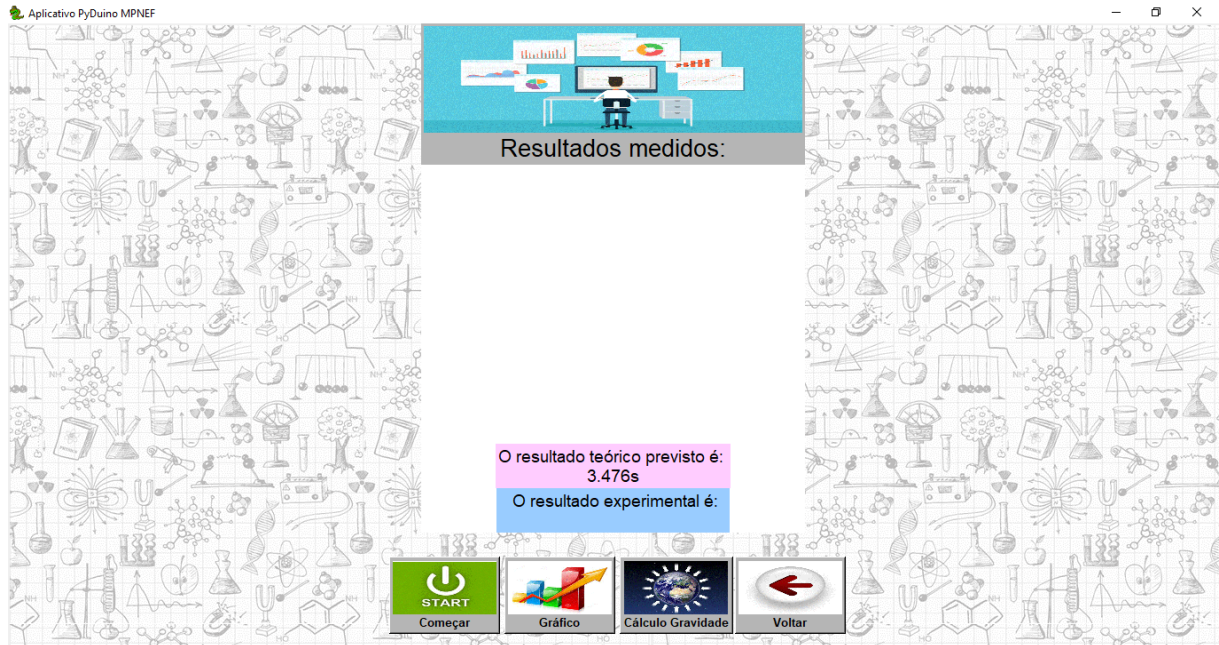 Aplicativo PyDuino MPNEF
Resultados medidos:
O resultado teórico previsto é:
3.476s
O resultado experimental é:
START
Começar
Gráfico
Cálculo Gravidade
Voltar